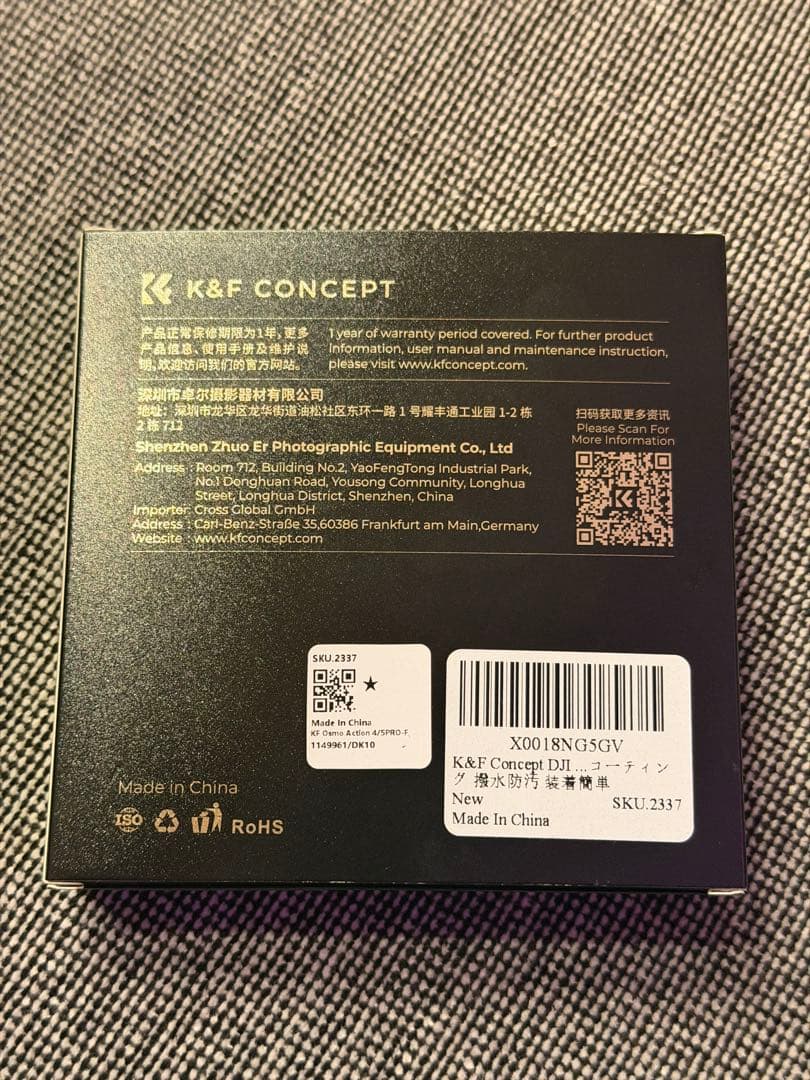 K&F CONCEPT
产品正常保修期限为1年,更多
产品信息、使用手册及维护说
明,欢迎访问我们的官方网站。
1 year of warranty period covered. For further product
Information, user manual and maintenance instruction,
please visit www.kfconcept.com.
深圳市卓尔摄影器材有限公司
地址：深圳市龙华区龙华街道油松社区东环一路 1 号耀丰通工业园 1-2 栋
2 栋 712
Shenzhen Zhuo Er Photographic Equipment Co., Ltd
Address : Room 712, Building No.2, YaoFengTong Industrial Park,
No.1 Donghuan Road, Yousong Community, Longhua
Street, Longhua District, Shenzhen, China
Importer: Cross Global GmbH
Address : Carl-Benz-Straße 35,60386 Frankfurt am Main,Germany
Website : www.kfconcept.com
扫码获取更多资讯
Please Scan For
More Information
SKU.2337
Made In China
KF Osmo Action 4/5PRO-F,
1149961/DK10
X0018NG5GV
K&F Concept DJI ...コーティン
グ 撥水防汚 装着簡単
New
SKU.2337
Made In China
Made in China
ISO
RoHS